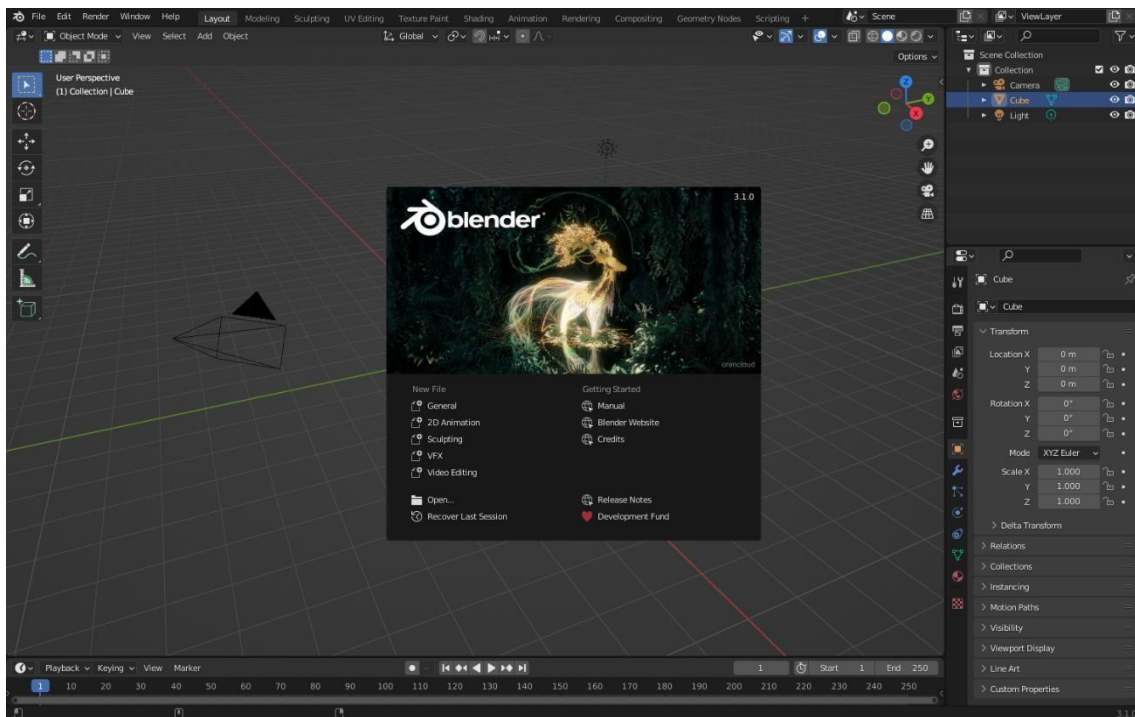 File Edit Render Window Help Layout Modeling Sculpting UV Editing Texture Paint Shading Animation Rendering Compositing Geometry Nodes Scripting + Scene ViewLayer
Object Mode View Select Add Object Global
Options
User Perspective
(1) Collection | Cube
Z
Y
X
Scene Collection
Collection
Camera
Cube
Light
blender
3.1.0
orencloud
New File
General
2D Animation
Sculpting
VFX
Video Editing
Open...
Recover Last Session
Getting Started
Manual
Blender Website
Credits
Release Notes
Development Fund
Cube
Cube
Transform
Location X 0 m
Y 0 m
Z 0 m
Rotation X 0°
Y 0°
Z 0°
Mode XYZ Euler
Scale X 1.000
Y 1.000
Z 1.000
Delta Transform
Relations
Collections
Instancing
Motion Paths
Visibility
Viewport Display
Line Art
Custom Properties
Playback Keying View Marker 1 Start 1 End 250
1 10 20 30 40 50 60 70 80 90 100 110 120 130 140 150 160 170 180 190 200 210 220 230 240 250
3.1.0